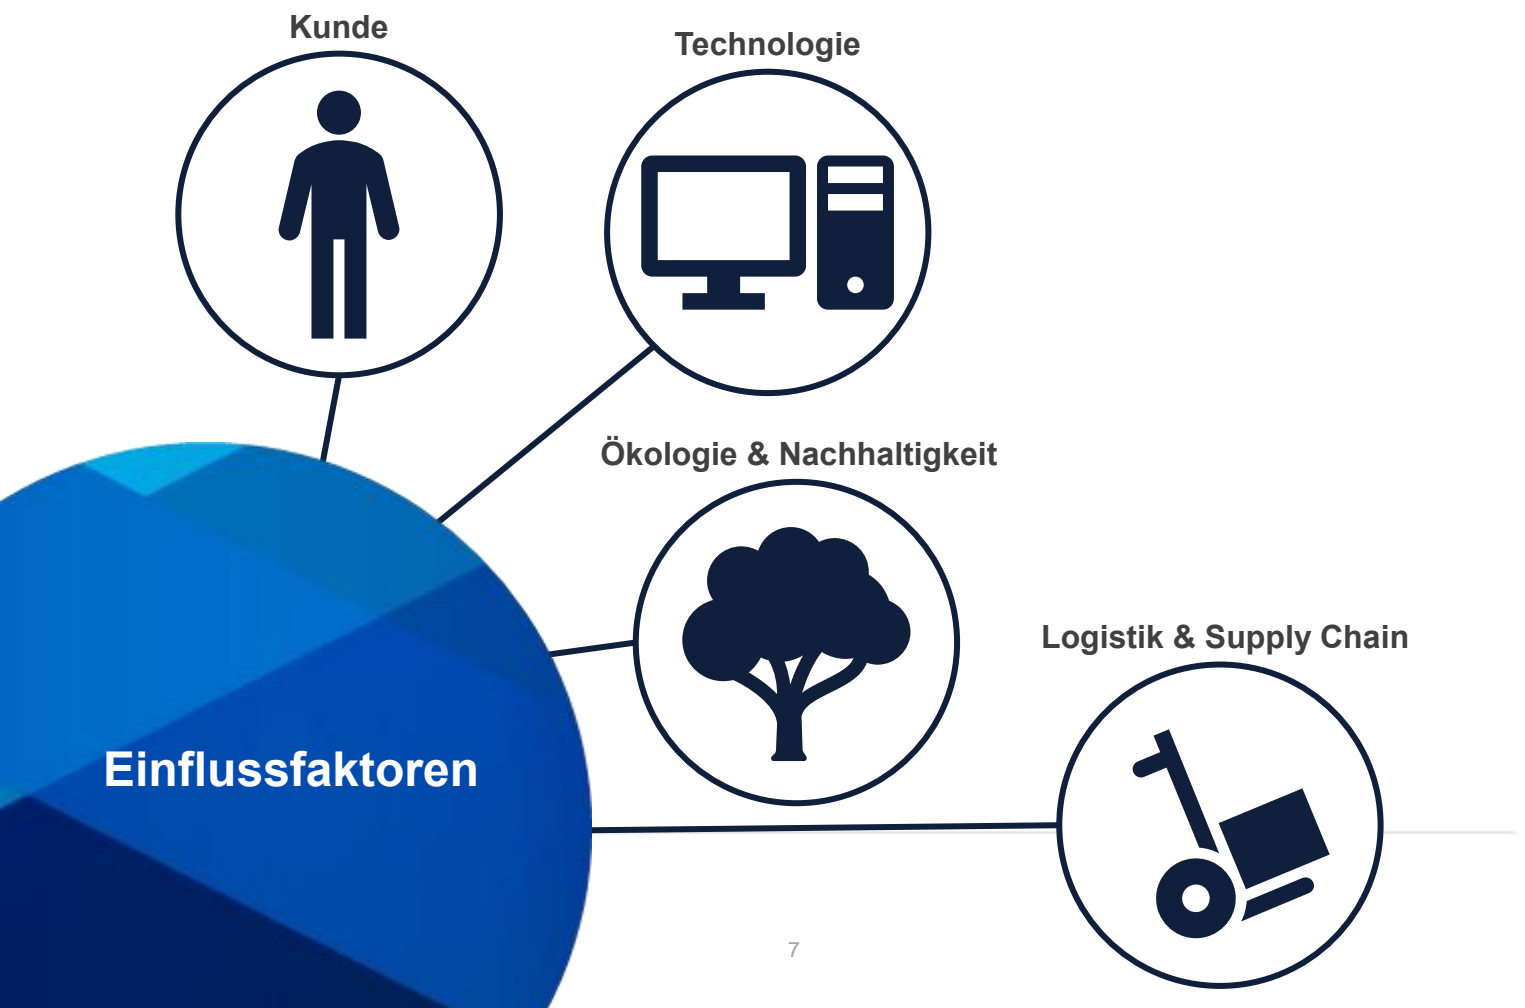 Kunde
Technologie
Ökologie & Nachhaltigkeit
Logistik & Supply Chain
Einflussfaktoren
7